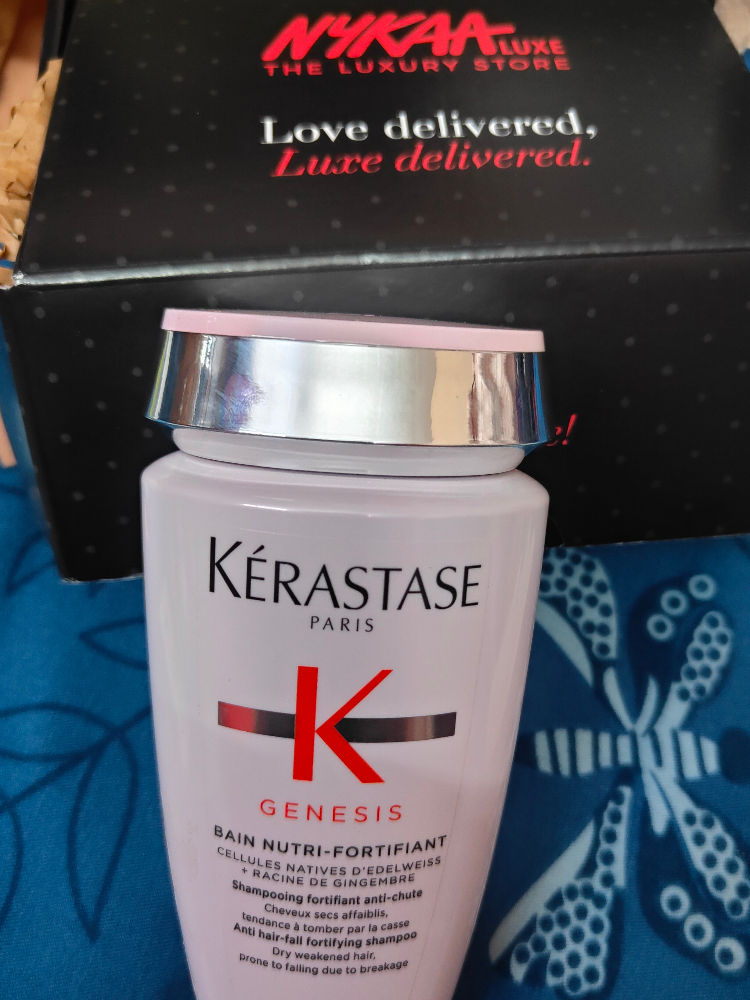 NYKAA LUXE
THE LUXURY STORE
Love delivered,
Luxe delivered.
KÉRASTASE
PARIS
K
GENESIS
BAIN NUTRI-FORTIFIANT
CELLULES NATIVES D'EDELWEISS
+ RACINE DE GINGEMBRE
Shampooing fortifiant anti-chute
Cheveux secs affaiblis,
tendance à tomber par la casse
Anti hair-fall fortifying shampoo
Dry weakened hair,
prone to falling due to breakage